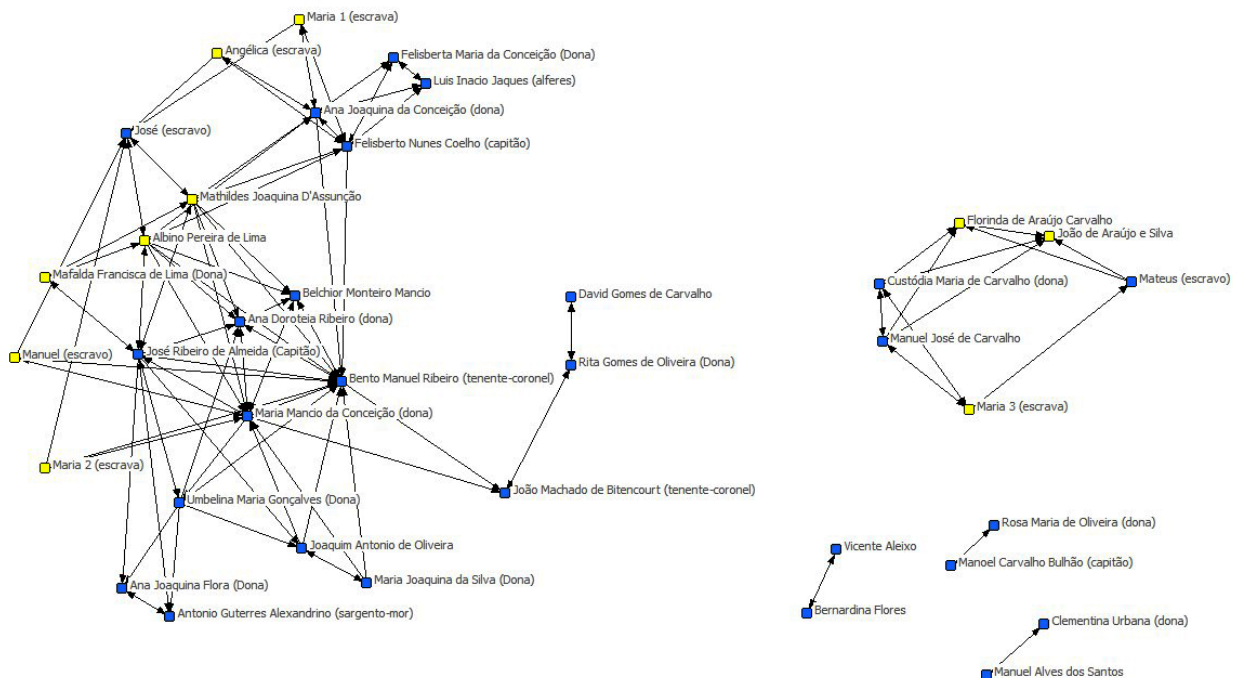 Maria 1 (escrava)
Angélica (escrava)
Felisberta Maria da Conceição (Dona)
Luis Inacio Jaques (alferes)
Ana Joaquina da Conceição (dona)
José (escravo)
Felisberto Nunes Coelho (capitão)
Mathildes Joaquina D'Assunção
Albino Pereira de Lima
Mafalda Francisca de Lima (Dona)
Belchior Monteiro Mancio
Ana Doroteia Ribeiro (dona)
José Ribeiro de Almeida (Capitão)
Manuel (escravo)
Bento Manuel Ribeiro (tenente-coronel)
Maria Mancio da Conceição (dona)
Maria 2 (escrava)
Umbelina Maria Gonçalves (Dona)
Joaquim Antonio de Oliveira
Maria Joaquina da Silva (Dona)
Ana Joaquina Flora (Dona)
Antonio Guterres Alexandrino (sargento-mor)
David Gomes de Carvalho
Rita Gomes de Oliveira (Dona)
João Machado de Bitencourt (tenente-coronel)
Florinda de Araújo Carvalho
João de Araújo e Silva
Custódia Maria de Carvalho (dona)
Mateus (escravo)
Manuel José de Carvalho
Maria 3 (escrava)
Rosa Maria de Oliveira (dona)
Vicente Aleixo
Manoel Carvalho Bulhão (capitão)
Bernardina Flores
Clementina Urbana (dona)
Manuel Alves dos Santos